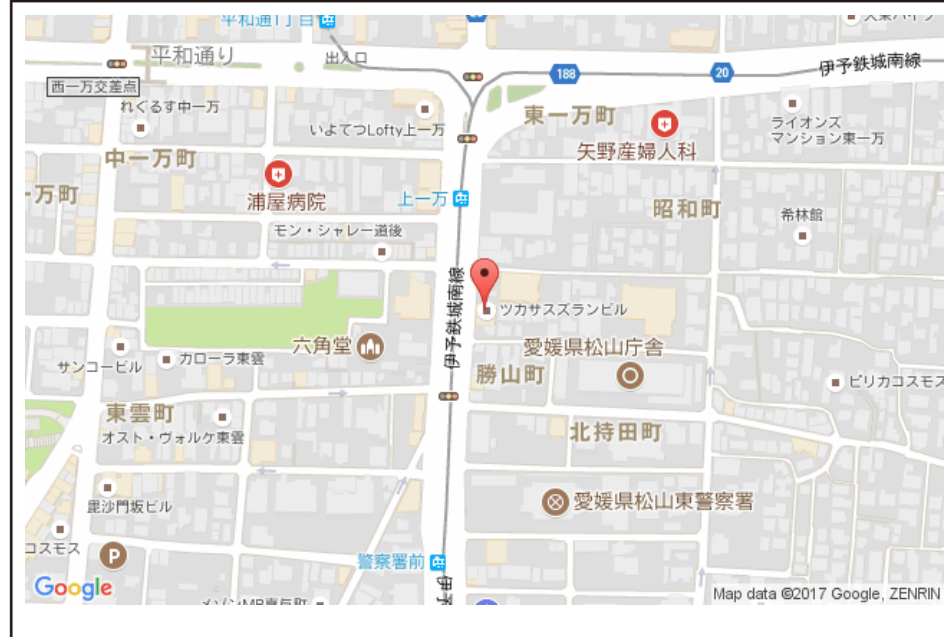 平和通1丁目
平和通り
出入口
188
20
伊予鉄城南線
西一万交差点
れぐるす中一万
いよてつLofty上一万
東一万町
ライオンズ
マンション東一万
矢野産婦人科
中一万町
一万町
浦屋病院
上一万
昭和町
希林館
モン・シャレー道後
伊予鉄城南線
ツカサスズランビル
六角堂
愛媛県松山庁舎
サンコービル
カローラ東雲
勝山町
ピリカコスモス
東雲町
オスト・ヴォルケ東雲
北持田町
毘沙門坂ビル
愛媛県松山東警察署
コスモス
P
警察署前
Google
Map data ©2017 Google, ZENRIN